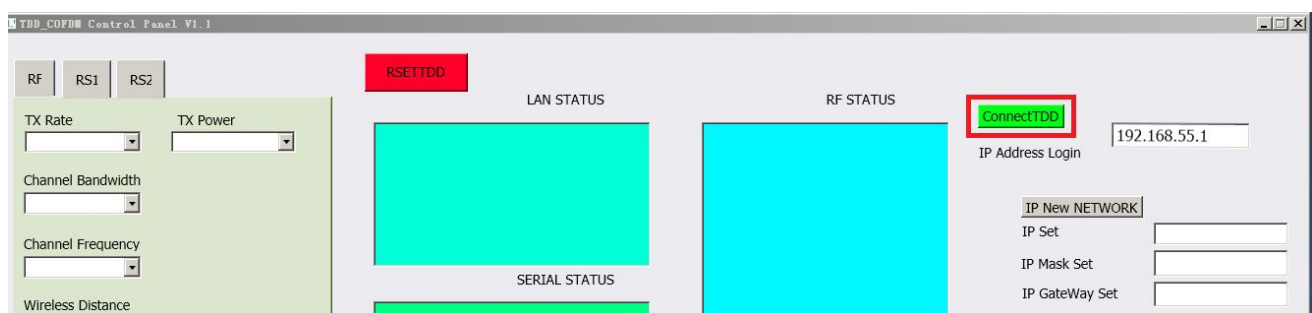 TDD_COFDM Control Panel V1.1
RF RS1 RS2
RSETTDD
LAN STATUS
RF STATUS
TX Rate
TX Power
ConnectTDD
192.168.55.1
IP Address Login
Channel Bandwidth
IP New NETWORK
IP Set
Channel Frequency
IP Mask Set
SERIAL STATUS
IP GateWay Set
Wireless Distance